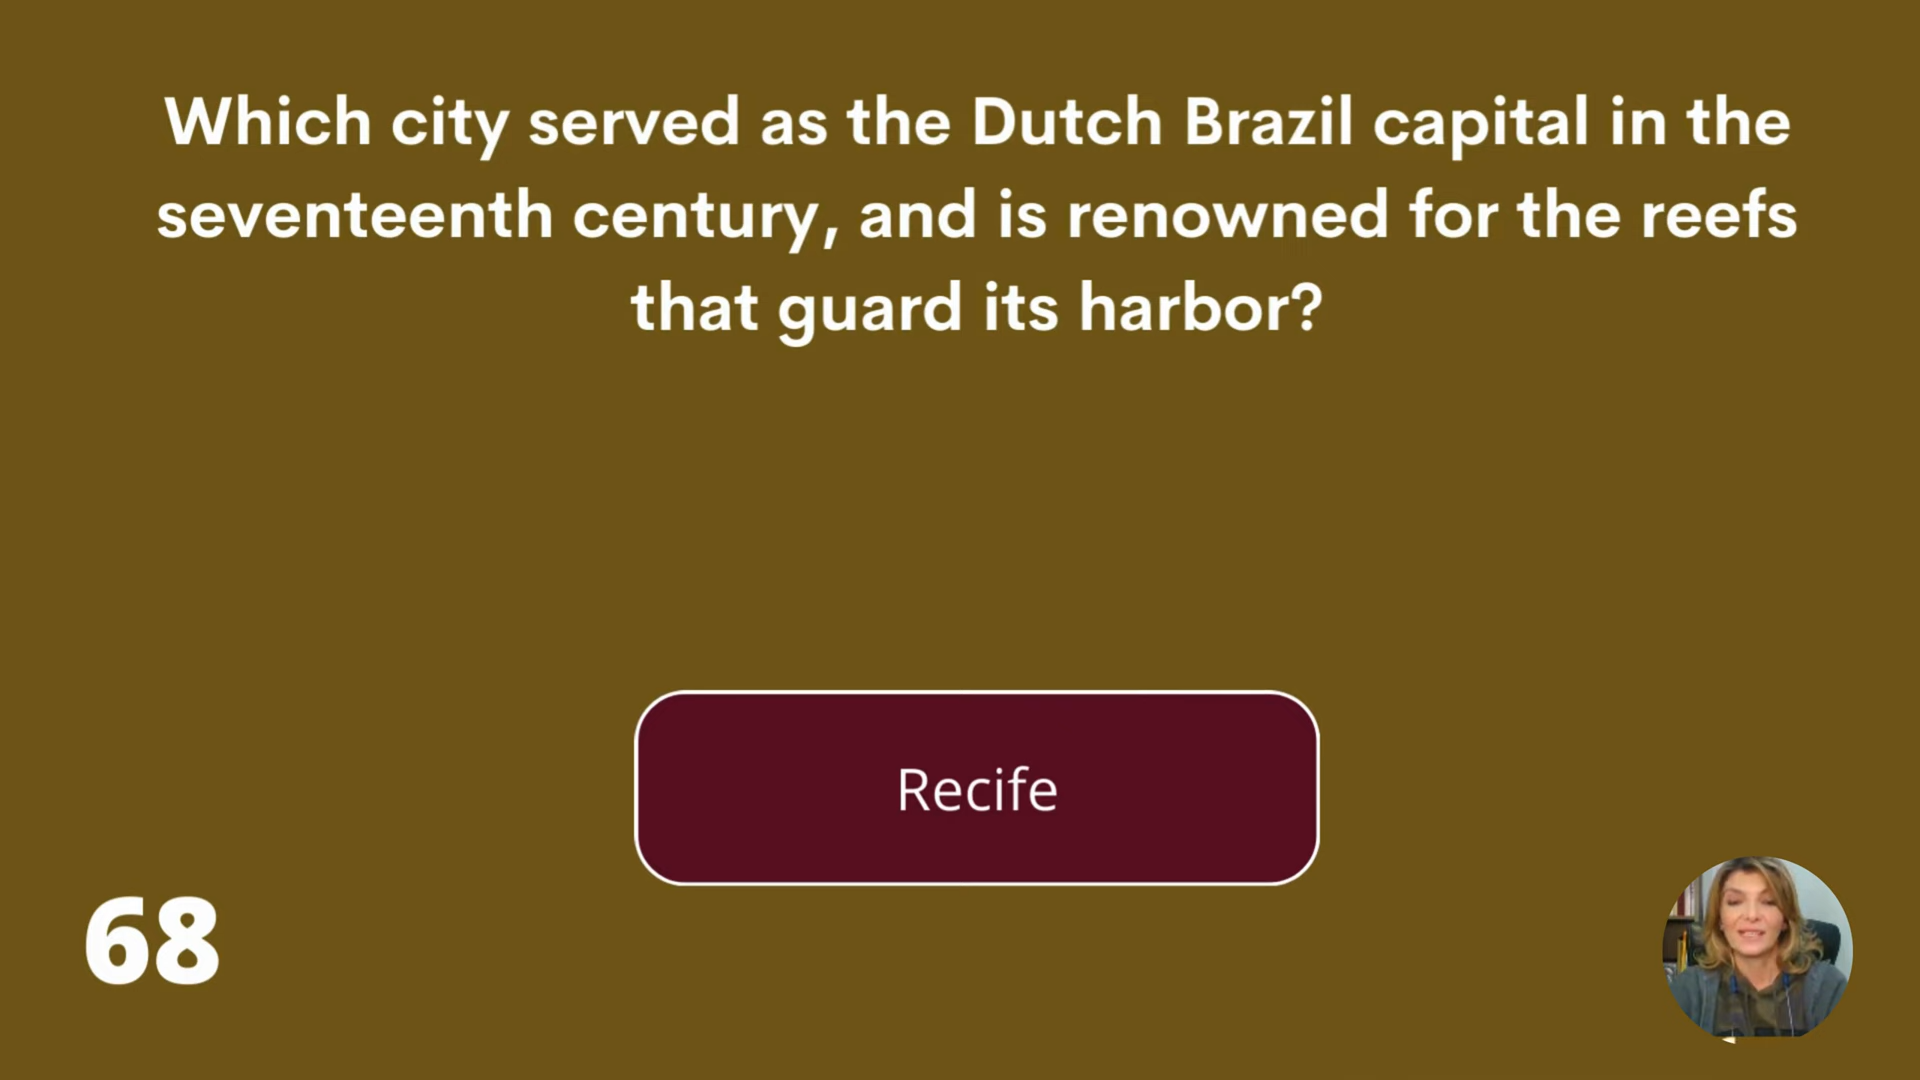 Which city served as the Dutch Brazil capital in the
seventeenth century, and is renowned for the reefs
that guard its harbor?
Recife
68